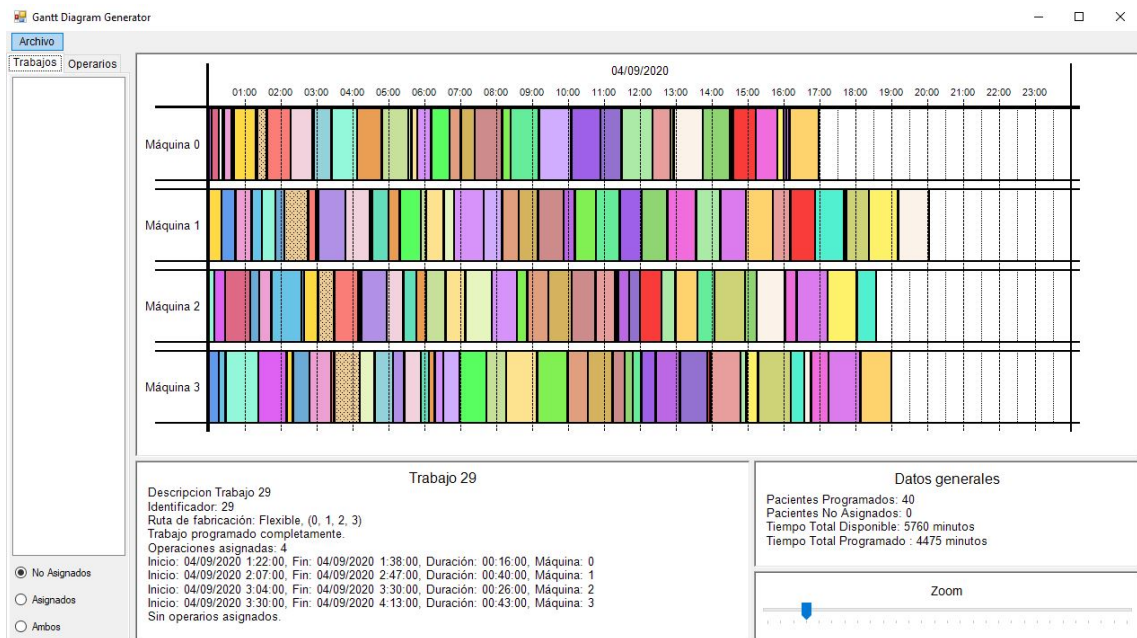 Gantt Diagram Generator
Archivo
Trabajos Operarios
04/09/2020
01:00 02:00 03:00 04:00 05:00 06:00 07:00 08:00 09:00 10:00 11:00 12:00 13:00 14:00 15:00 16:00 17:00 18:00 19:00 20:00 21:00 22:00 23:00
Máquina 0
Máquina 1
Máquina 2
Máquina 3
Trabajo 29
Descripcion Trabajo 29
Identificador: 29
Ruta de fabricación: Flexible, (0, 1, 2, 3)
Trabajo programado completamente.
Operaciones asignadas: 4
Inicio: 04/09/2020 1:22:00, Fin: 04/09/2020 1:38:00, Duración: 00:16:00, Máquina: 0
Inicio: 04/09/2020 2:07:00, Fin: 04/09/2020 2:47:00, Duración: 00:40:00, Máquina: 1
Inicio: 04/09/2020 3:04:00, Fin: 04/09/2020 3:30:00, Duración: 00:26:00, Máquina: 2
Inicio: 04/09/2020 3:30:00, Fin: 04/09/2020 4:13:00, Duración: 00:43:00, Máquina: 3
Sin operarios asignados.
Datos generales
Pacientes Programados: 40
Pacientes No Asignados: 0
Tiempo Total Disponible: 5760 minutos
Tiempo Total Programado : 4475 minutos
Zoom
No Asignados
Asignados
Ambos